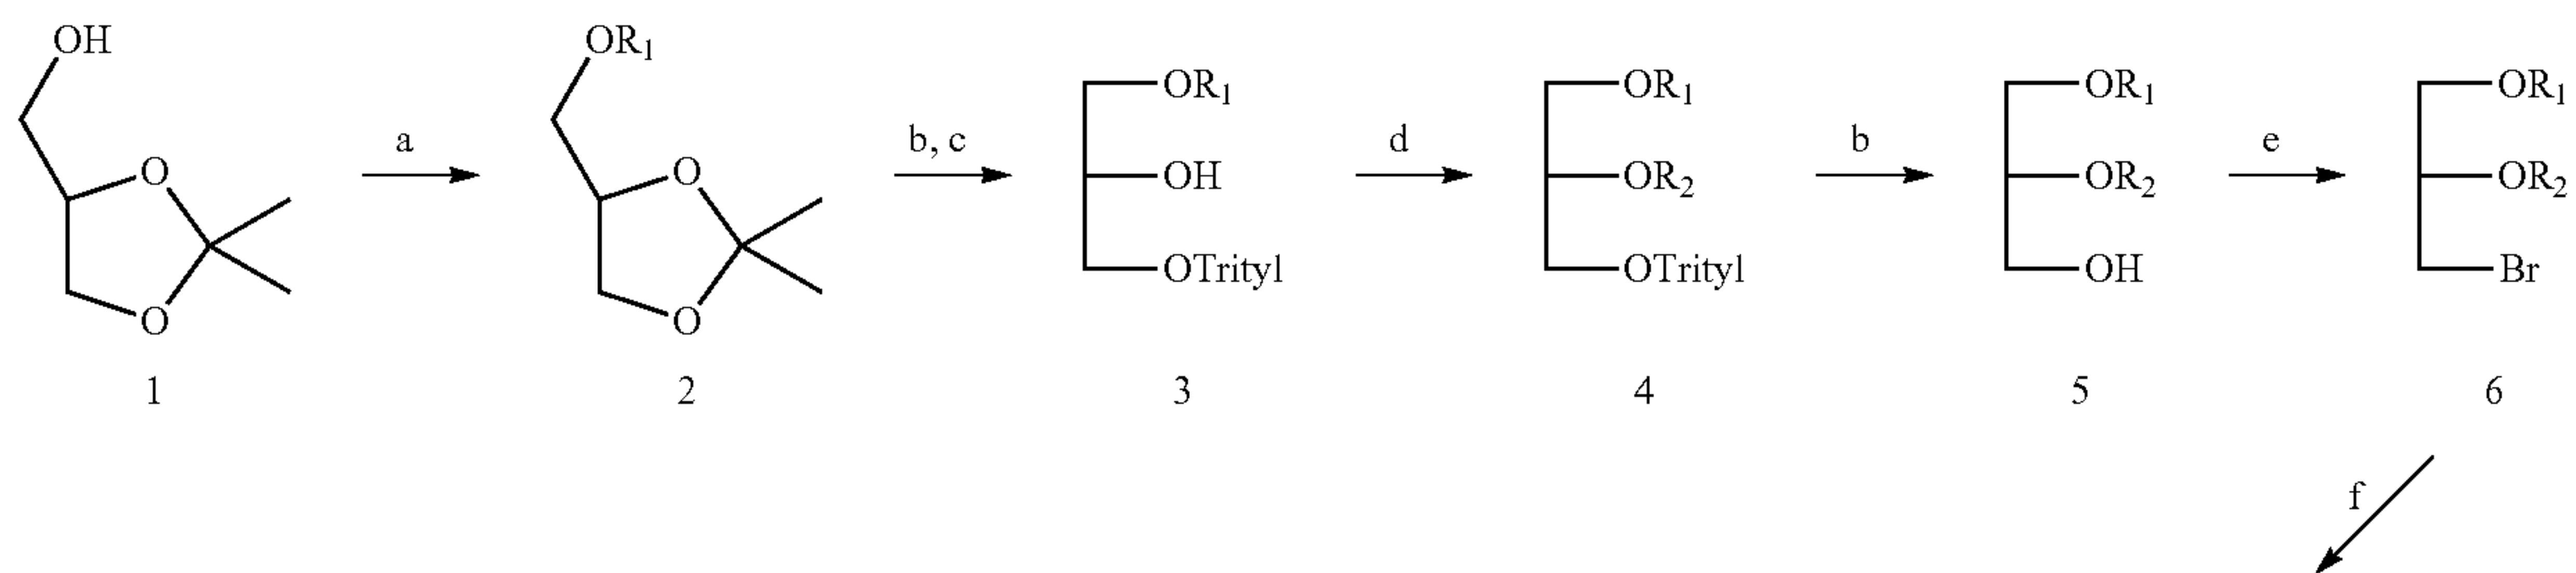 OH
OR₁
O
O
1
a
OR₁
O
O
2
b, c
OR₁
OH
OTrityl
3
d
OR₁
OR₂
OTrityl
4
b
OR₁
OR₂
OH
5
e
OR₁
OR₂
Br
6
f